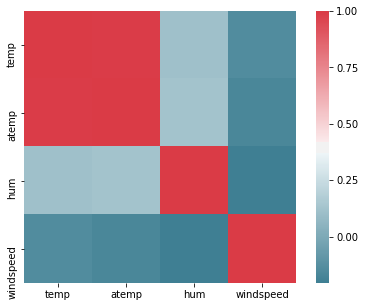 temp
atemp
hum
windspeed
temp atemp hum windspeed
1.00
0.75
0.50
0.25
0.00